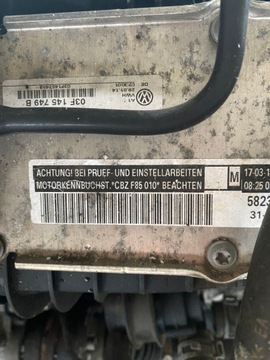 03F 145 749 B
ACHTUNG! BEI PRUEF- UND EINSTELLARBEITEN
MOTORKENNBUCHST. "CBZ F85 010" BEACHTEN
M
17-03-1
08:25 0
5823
31-